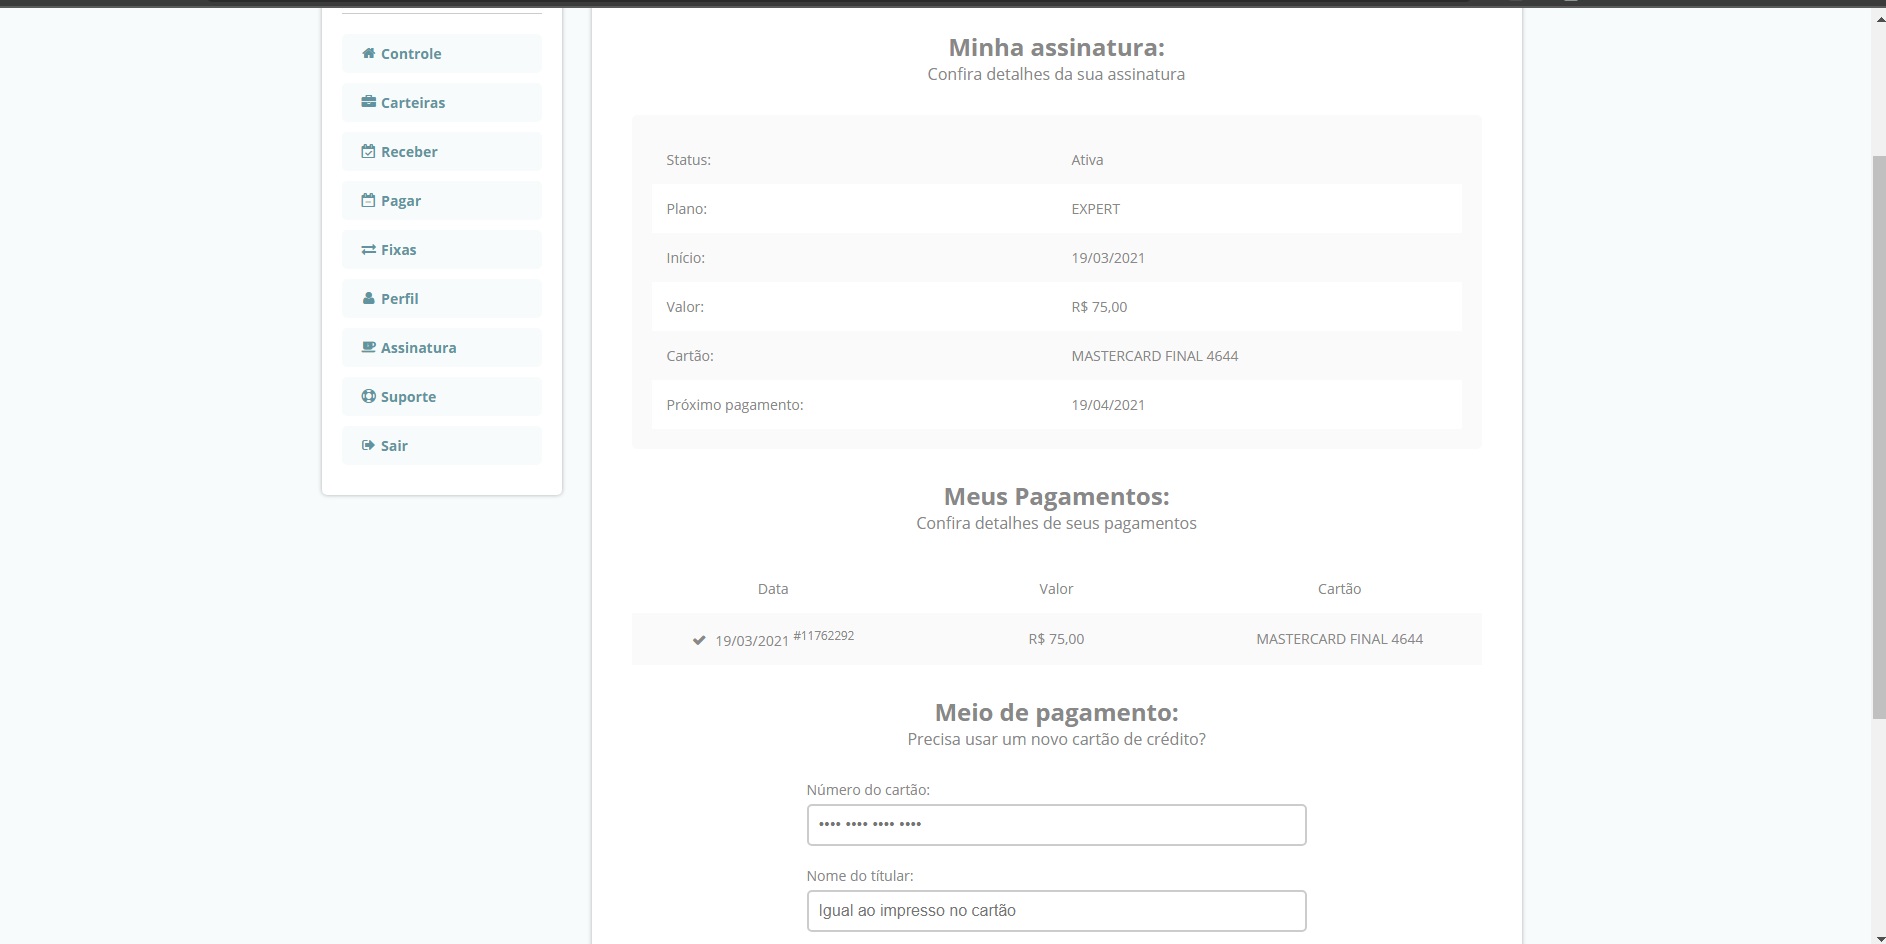 Controle
Carteiras
Receber
Pagar
Fixas
Perfil
Assinatura
Suporte
Sair
Minha assinatura:
Confira detalhes da sua assinatura
Status: Ativa
Plano: EXPERT
Início: 19/03/2021
Valor: R$ 75,00
Cartão: MASTERCARD FINAL 4644
Próximo pagamento: 19/04/2021
Meus Pagamentos:
Confira detalhes de seus pagamentos
Data Valor Cartão
19/03/2021 #11762292 R$ 75,00 MASTERCARD FINAL 4644
Meio de pagamento:
Precisa usar um novo cartão de crédito?
Número do cartão:
•••• •••• •••• ••••
Nome do títular:
Igual ao impresso no cartão